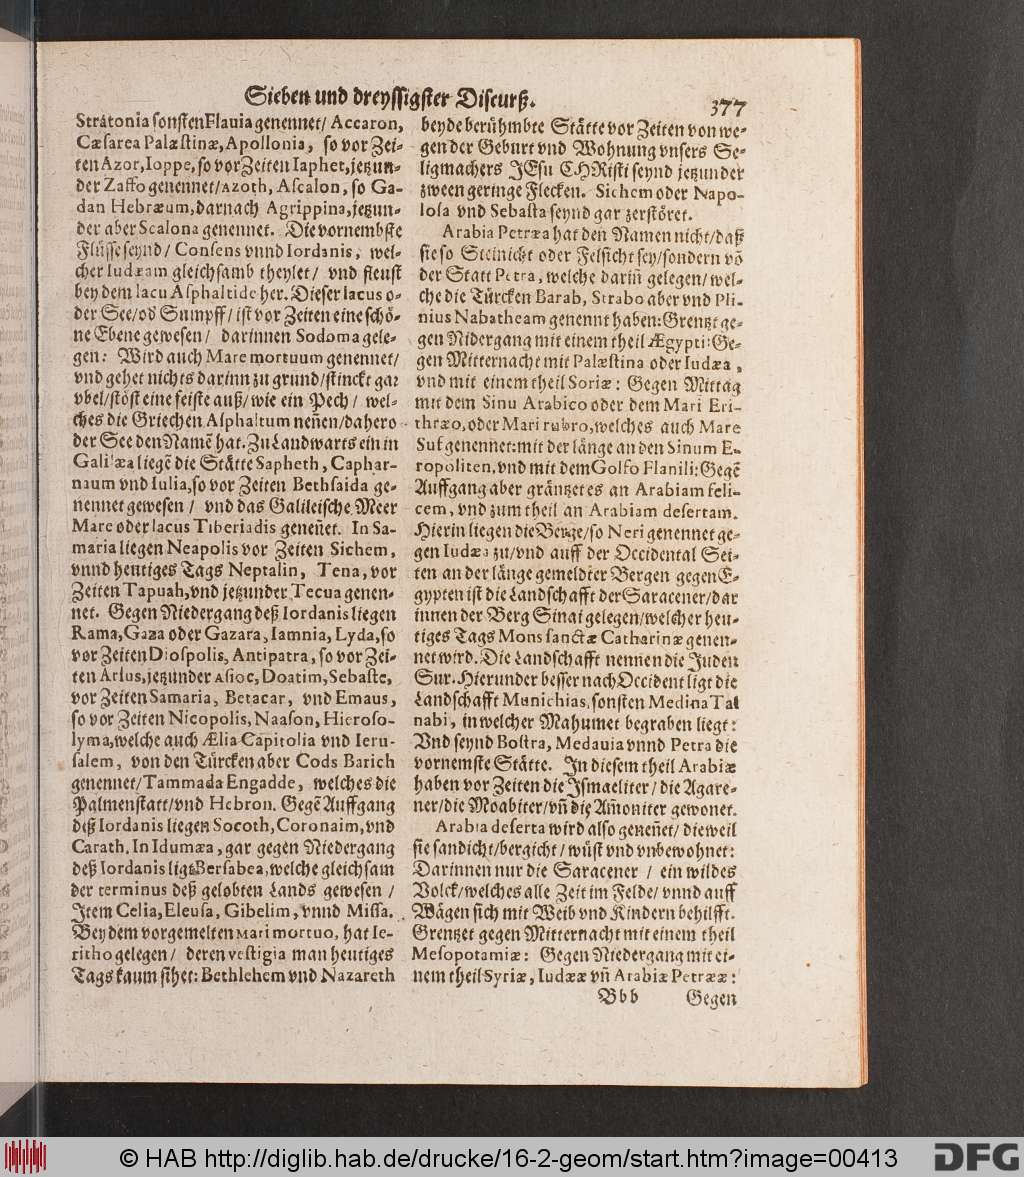 Sieben und dreyssigster Discurß. 377
Stratonia sonsten Flauia genennet/ Accaron,
Cæsarea Palæstinæ, Apollonia, so vor Zei-
ten Azor, Ioppe, so vor Zeiten Iaphet, jetzun-
der Zaffo genennet/ Azoth, Ascalon, so Ga-
dan Hebræum, darnach Agrippina, jetzun-
der aber Scalona genennet. Die vornembste
Flüsse seynd/ Consens vnnd Iordanis, wel-
cher Iudæam gleichsamb theylet/ vnd fleust
bey dem lacu Asphaltide her. Dieser lacus o-
der See/ od̄ Sumpff/ ist vor Zeiten eine schö-
ne Ebene gewesen/ darinnen Sodoma gele-
gen: Wird auch Mare mortuum genennet/
vnd gehet nichts darinn zu grund/ stinckt gar
vbel/ stöst eine feiste auß/ wie ein Pech/ wel-
ches die Griechen Asphaltum neñen/ dahero
der See den Namẽ hat. Zu Landwarts ein in
Galilæa liegẽ die Stätte Sapheth, Caphar-
naum vnd Iulia, so vor Zeiten Bethsaida ge-
nennet gewesen/ vnd das Galileische Meer
Mare oder lacus Tiberiadis geneñet. In Sa-
maria liegen Neapolis vor Zeiten Sichem,
vnnd heutiges Tags Neptalin, Tena, vor
Zeiten Tapuah, vnd jetzunder Tecua genen-
net. Gegen Niedergang deß Iordanis liegen
Rama, Gaza oder Gazara, Iamnia, Lyda, so
vor Zeiten Diospolis, Antipatra, so vor Zei-
ten Arsus, jetzunder Asioc, Doatim, Sebaste,
vor Zeiten Samaria, Betacar, vnd Emaus,
so vor Zeiten Nicopolis, Naason, Hieroso-
lyma, welche auch Ælia Capitolia vnd Ieru-
salem, von den Türcken aber Cods Barich
genennet/ Tammada Engadde, welches die
Palmenstatt/ vnd Hebron. Gegẽ Auffgang
deß Iordanis liegen Socoth, Coronaim, vnd
Carath. In Idumæa, gar gegen Niedergang
deß Iordanis ligt Bersabea, welche gleichsam
der terminus deß gelobten Lands gewesen/
Item Celia, Eleusa, Gibelim, vnnd Missa.
Bey dem vorgemelten Mari mortuo, hat Ie-
richo gelegen/ deren vestigia man heutiges
Tags kaum sihet: Bethlehem vnd Nazareth
beyde berühmbte Stätte vor Zeiten von we-
gen der Geburt vnd Wohnung vnsers Se-
ligmachers JEsu CHRisti seynd jetzunder
zween geringe Flecken. Sichem oder Napo-
losa vnd Sebasta seynd gar zerstöret.
Arabia Petræa hat den Namen nicht/ daß
sie so Steinicht oder Felsicht sey/ sondern võ
der Statt Petra, welche dariñ gelegen/ wel-
che die Türcken Barab, Strabo aber vnd Pli-
nius Nabatheam genennt haben: Grentzt ge-
gen Nidergang mit einem theil Ægypti: Ge-
gen Mitternacht mit Palæstina oder Iudæa,
vnd mit einem theil Soriæ: Gegen Mittag
mit dem Sinu Arabico oder dem Mari Eri-
thræo, oder Mari rubro, welches auch Mare
Suf genennet: mit der länge an den Sinum E-
ropoliten, vnd mit dem Golfo Flanili: Gegẽ
Auffgang aber gräntzet es an Arabiam feli-
cem, vnd zum theil an Arabiam desertam.
Hierin liegen die Berge/ so Neri genennet ge-
gen Iudæa zu/ vnd auff der Occidental Sei-
ten an der länge gemeldter Bergen gegen E-
gypten ist die Landschafft der Saracener/ dar
innen der Berg Sinai gelegen/ welcher heu-
tiges Tags Mons sanctæ Catharinæ genen-
net wird. Die Landschafft nennen die Juden
Sur. Hierunder besser nach Occident ligt die
Landschafft Munichias, sonsten Medina Tal
nabi, in welcher Mahumet begraben liegt:
Vnd seynd Bostra, Medauia vnnd Petra die
vornemste Stätte. In diesem theil Arabiæ
haben vor Zeiten die Ismaeliter/ die Agare-
ner/ die Moabiter/ vñ die Am̃oniter gewonet.
Arabia deserta wird also geneñet/ dieweil
sie sandicht/ bergicht/ wüst vnd vnbewohnet:
Darinnen nur die Saracener/ ein wildes
Volck/ welches alle Zeit im Felde/ vnnd auff
Wägen sich mit Weib vnd Kindern behilfft.
Grentzet gegen Mitternacht mit einem theil
Mesopotamiæ: Gegen Niedergang mit ei-
nem theil Syriæ, Iudææ vñ Arabiæ Petrææ:
Bbb Gegen
© HAB http://diglib.hab.de/drucke/16-2-geom/start.htm?image=00413
DFG